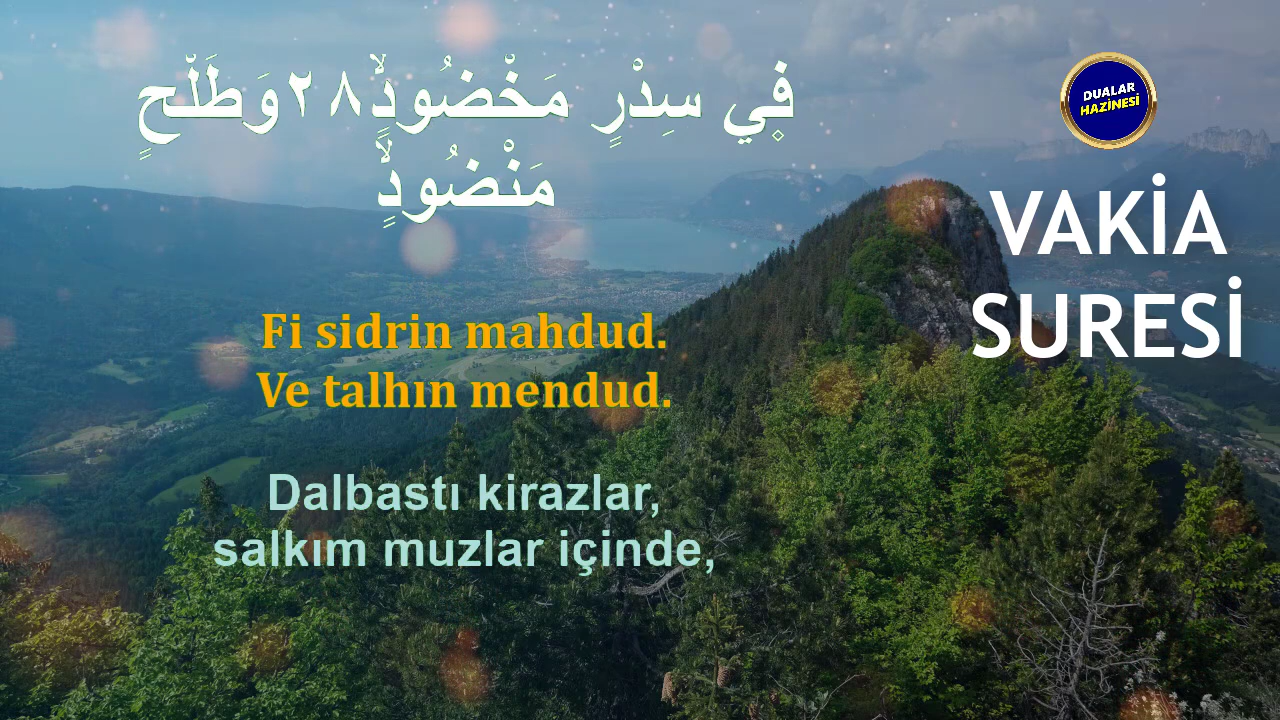 فٖي سِدْرٍ مَخْضُودٍۙ ٢٨ وَطَلْحٍ
مَنْضُودٍۙ
DUALAR
HAZİNESİ
VAKİA
SURESİ
Fi sidrin mahdud.
Ve talhın mendud.
Dalbastı kirazlar,
salkım muzlar içinde,